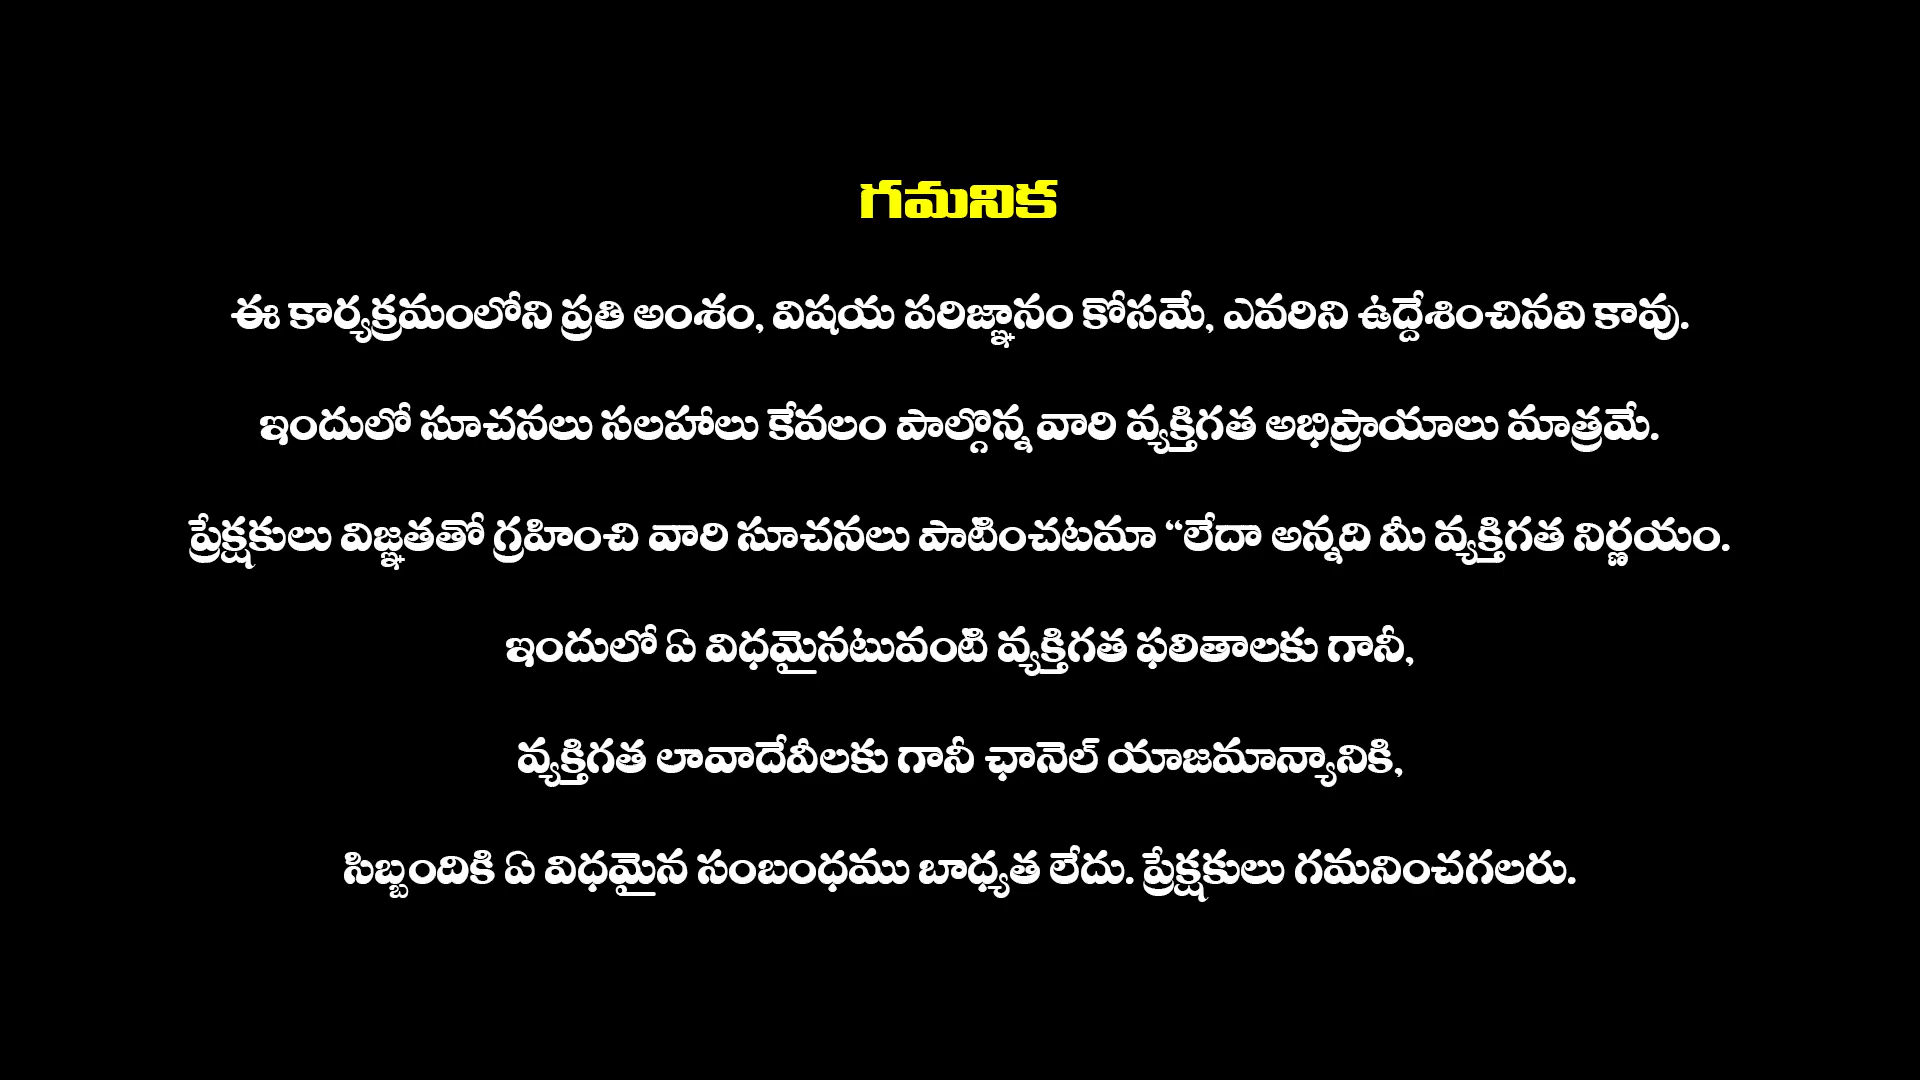 గమనిక
ఈ కార్యక్రమంలోని ప్రతి అంశం, విషయ పరిజ్ఞానం కోసమే, ఎవరిని ఉద్దేశించినవి కావు.
ఇందులో సూచనలు సలహాలు కేవలం పాల్గొన్న వారి వ్యక్తిగత అభిప్రాయాలు మాత్రమే.
ప్రేక్షకులు విజ్ఞతతో గ్రహించి వారి సూచనలు పాటించటమా “లేదా అన్నది మీ వ్యక్తిగత నిర్ణయం.
ఇందులో ఏ విధమైనటువంటి వ్యక్తిగత ఫలితాలకు గానీ,
వ్యక్తిగత లావాదేవీలకు గానీ ఛానెల్ యాజమాన్యానికి,
సిబ్బందికి ఏ విధమైన సంబంధము బాధ్యత లేదు. ప్రేక్షకులు గమనించగలరు.